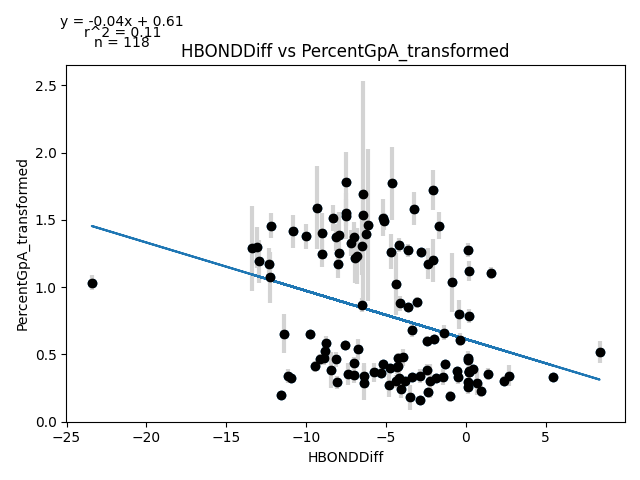 y = -0.04x + 0.61
r^2 = 0.11
n = 118
HBONDDiff vs PercentGpA_transformed
PercentGpA_transformed
2.5
2.0
1.5
1.0
0.5
0.0
−25
−20
−15
−10
−5
0
5
HBONDDiff